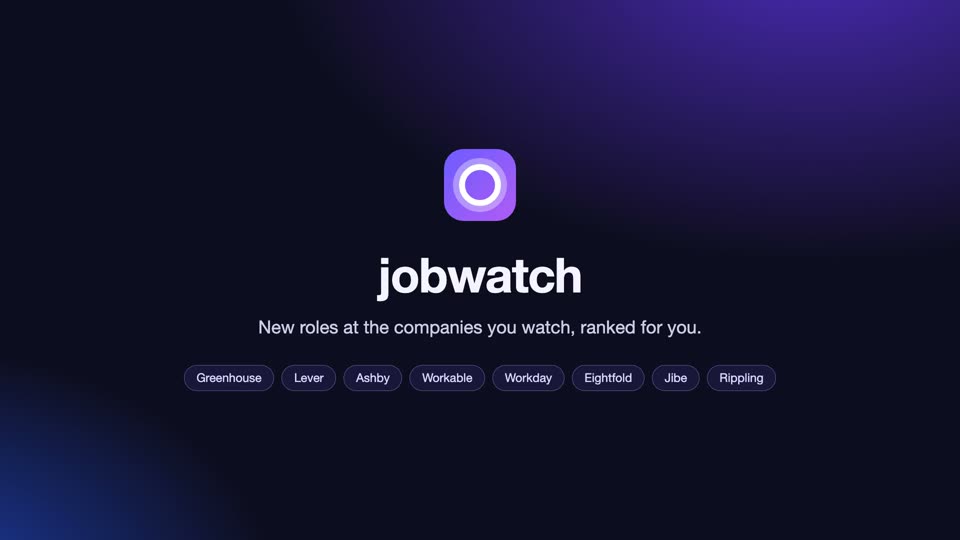 jobwatch
New roles at the companies you watch, ranked for you.
Greenhouse Lever Ashby Workable Workday Eightfold Jibe Rippling